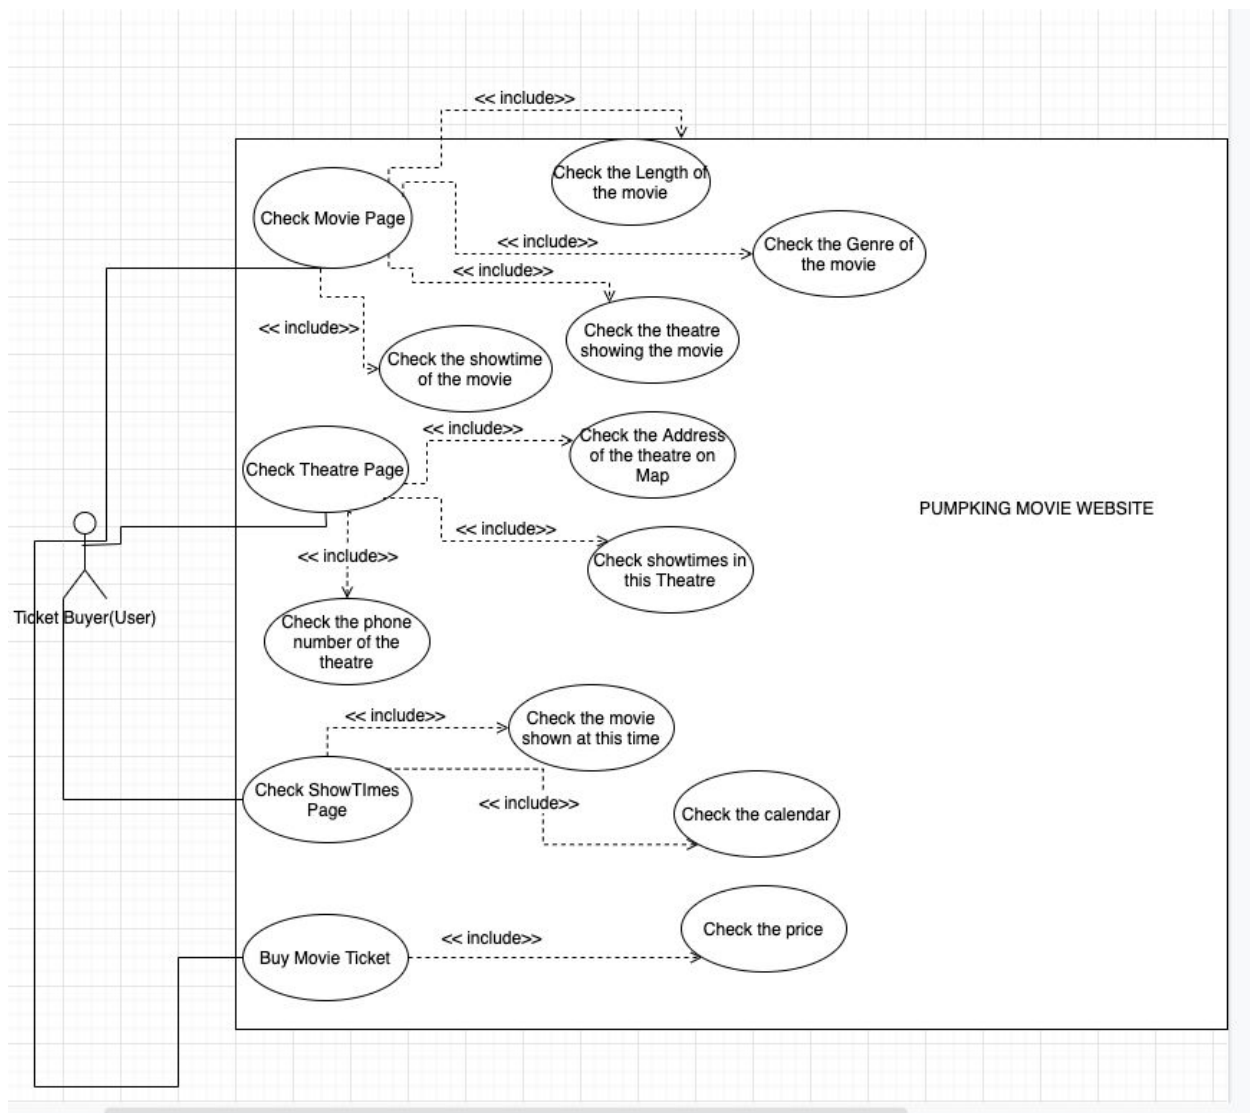 << include>>
Check the Length of
the movie
Check Movie Page
<< include>>
Check the Genre of
the movie
<< include>>
<< include>>
Check the theatre
showing the movie
Check the showtime
of the movie
<< include>>
Check the Address
of the theatre on
Map
Check Theatre Page
PUMPKING MOVIE WEBSITE
<< include>>
<< include>>
Check showtimes in
this Theatre
Ticket Buyer(User)
Check the phone
number of the
theatre
<< include>>
Check the movie
shown at this time
Check ShowTImes
Page
<< include>>
Check the calendar
Check the price
<< include>>
Buy Movie Ticket